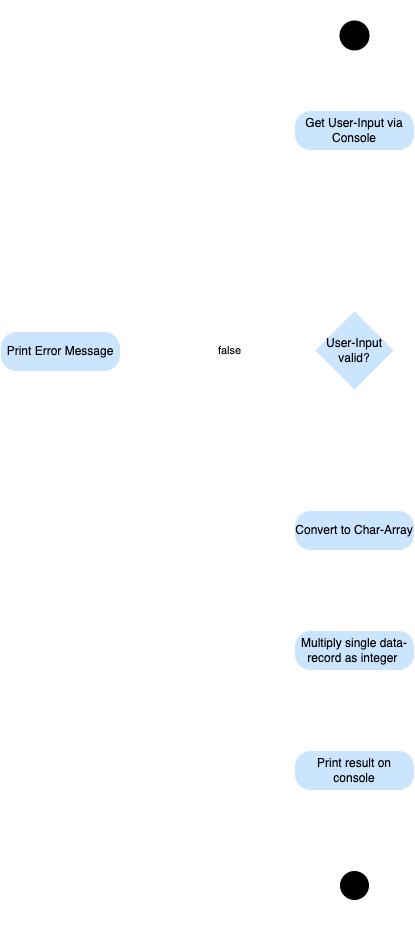 Get User-Input via
Console
User-Input
valid?
false
Print Error Message
Convert to Char-Array
Multiply single data-
record as integer
Print result on
console